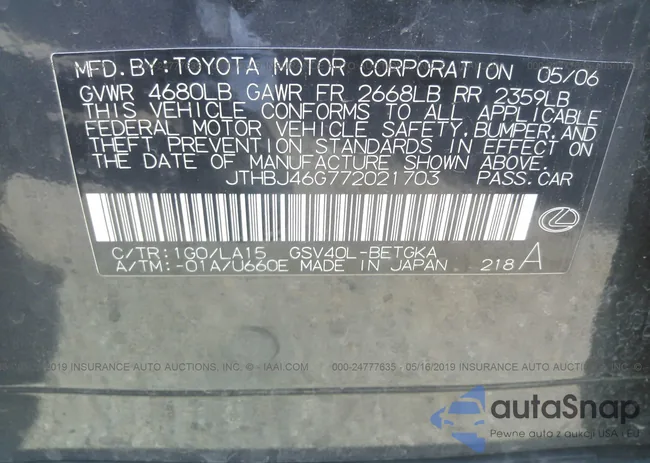 MFD. BY: TOYOTA MOTOR CORPORATION 05/06
GVWR 4680LB GAWR FR 2668LB RR 2359LB
THIS VEHICLE CONFORMS TO ALL APPLICABLE
FEDERAL MOTOR VEHICLE SAFETY, BUMPER, AND
THEFT PREVENTION STANDARDS IN EFFECT ON
THE DATE OF MANUFACTURE SHOWN ABOVE.
JTHBJ46G772021703 PASS. CAR
C/TR: 1G0/LA15 GSV40L-BETGKA
A/TM: -01A/U660E MADE IN JAPAN 218 A
2019 INSURANCE AUTO AUCTIONS, INC. © - IAAI.COM 000-24777635 - 05/16/2019 INSURANCE AUTO AUCTIONS, INC.
autoSnap
Pewne auto z aukcji USA i EU